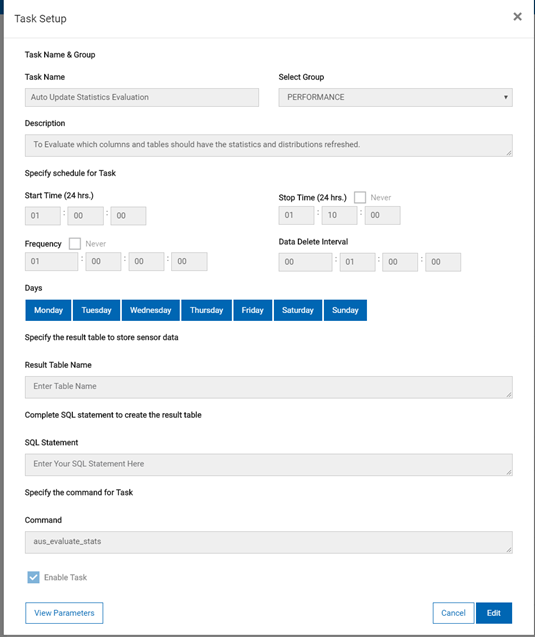 Task Setup ×
Task Name & Group
Task Name Select Group
Auto Update Statistics Evaluation PERFORMANCE
Description
To Evaluate which columns and tables should have the statistics and distributions refreshed.
Specify schedule for Task
Start Time (24 hrs.) Stop Time (24 hrs.) Never
01 : 00 : 00 01 : 10 : 00
Frequency Never Data Delete Interval
01 : 00 : 00 : 00 00 : 01 : 00 : 00
Days
Monday Tuesday Wednesday Thursday Friday Saturday Sunday
Specify the result table to store sensor data
Result Table Name
Enter Table Name
Complete SQL statement to create the result table
SQL Statement
Enter Your SQL Statement Here
Specify the command for Task
Command
aus_evaluate_stats
Enable Task
View Parameters Cancel Edit